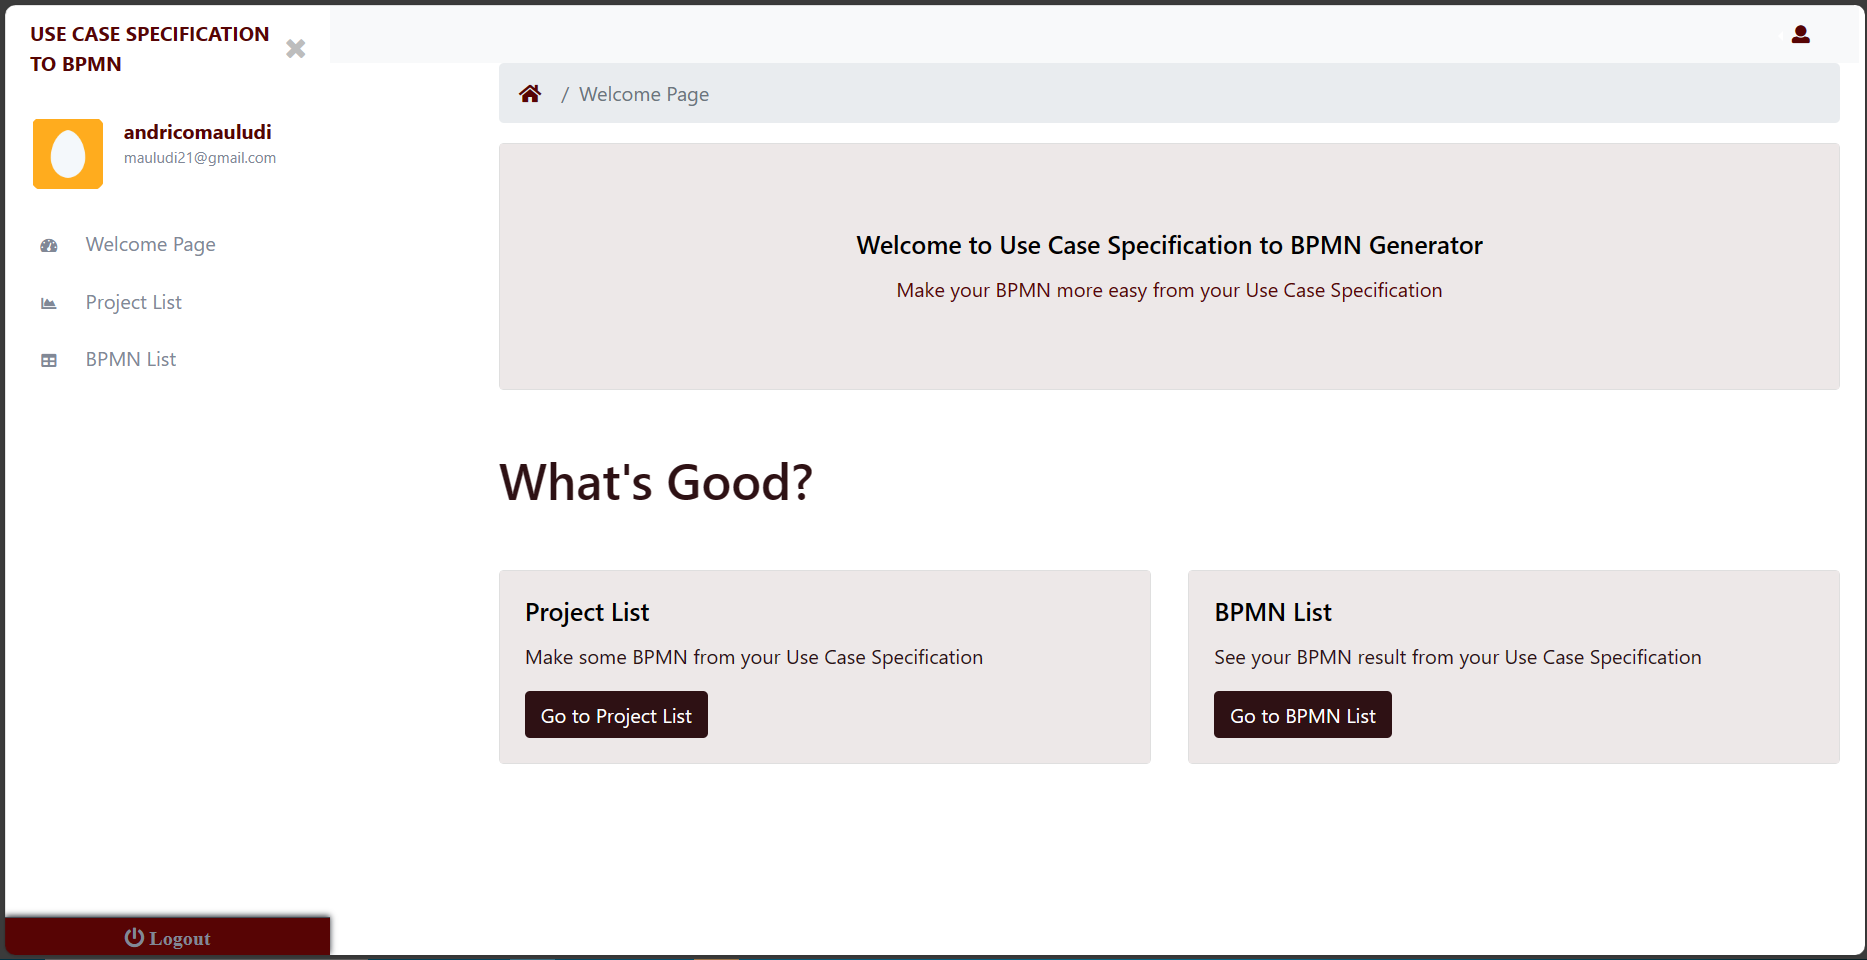 USE CASE SPECIFICATION
TO BPMN
andricomauludi
mauludi21@gmail.com
Welcome Page
Project List
BPMN List
Logout
/ Welcome Page
Welcome to Use Case Specification to BPMN Generator
Make your BPMN more easy from your Use Case Specification
What's Good?
Project List
Make some BPMN from your Use Case Specification
Go to Project List
BPMN List
See your BPMN result from your Use Case Specification
Go to BPMN List